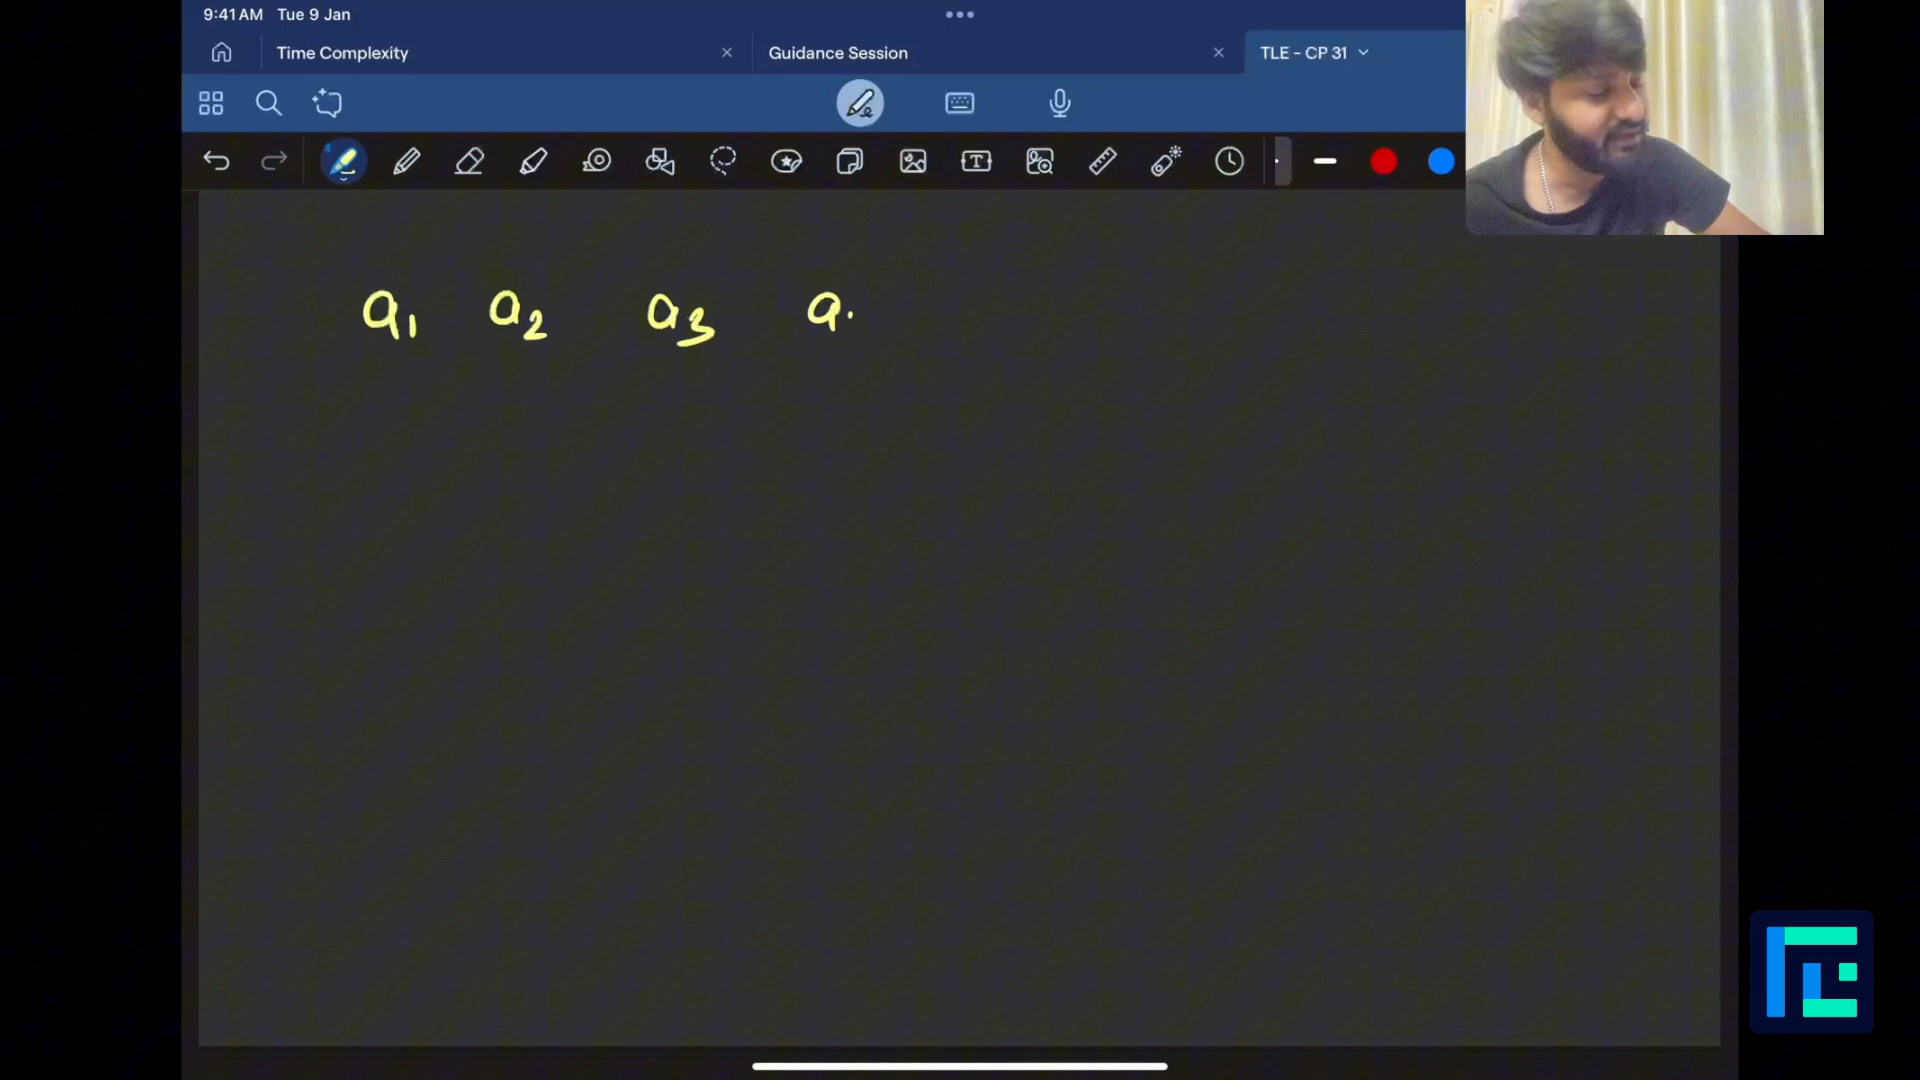 9:41 AM Tue 9 Jan
Time Complexity
Guidance Session
TLE - CP 31
a₁ a₂ a₃ a.